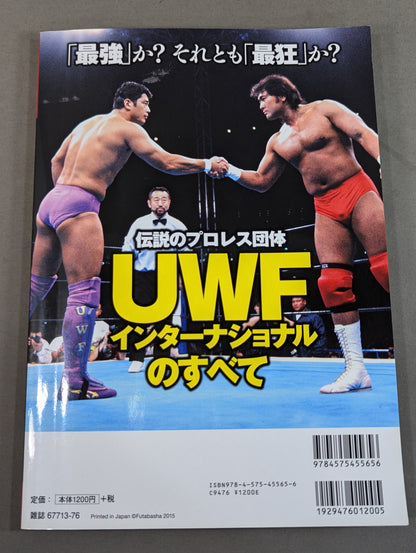 「最強」か? それとも「最狂」か?
伝説のプロレス団体
UWF
インターナショナル
のすべて
UWF
ISBN978-4-575-45565-6
C9476 ¥1200E
定価: 本体1200円 +税
雑誌 67713-76
Printed in Japan ©Futabasha 2015
9784575455656
1929476012005